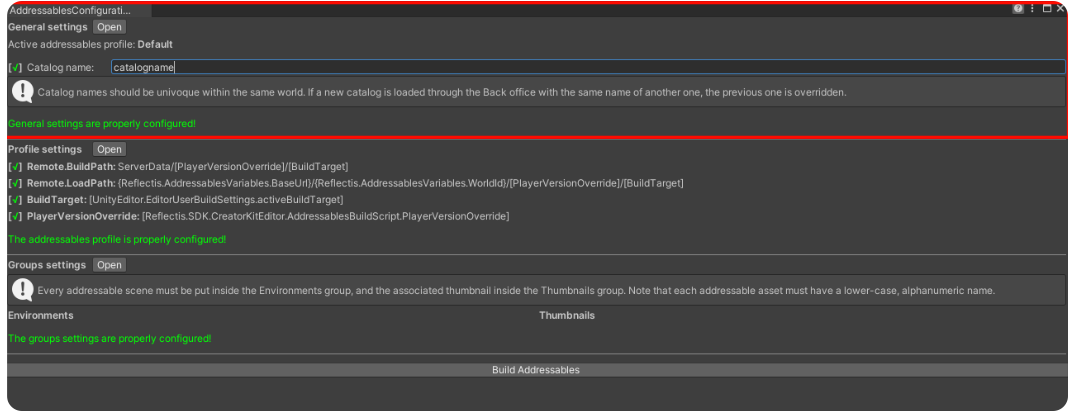 AddressablesConfigurati...
General settings Open
Active addressables profile: Default
[√] Catalog name: catalogname
Catalog names should be univoque within the same world. If a new catalog is loaded through the Back office with the same name of another one, the previous one is overridden.
General settings are properly configured!
Profile settings Open
[√] Remote.BuildPath: ServerData/[PlayerVersionOverride]/[BuildTarget]
[√] Remote.LoadPath: {Reflectis.AddressablesVariables.BaseUrl}/{Reflectis.AddressablesVariables.WorldId}/[PlayerVersionOverride]/[BuildTarget]
[√] BuildTarget: [UnityEditor.EditorUserBuildSettings.activeBuildTarget]
[√] PlayerVersionOverride: [Reflectis.SDK.CreatorKitEditor.AddressablesBuildScript.PlayerVersionOverride]
The addressables profile is properly configured!
Groups settings Open
Every addressable scene must be put inside the Environments group, and the associated thumbnail inside the Thumbnails group. Note that each addressable asset must have a lower-case, alphanumeric name.
Environments Thumbnails
The groups settings are properly configured!
Build Addressables